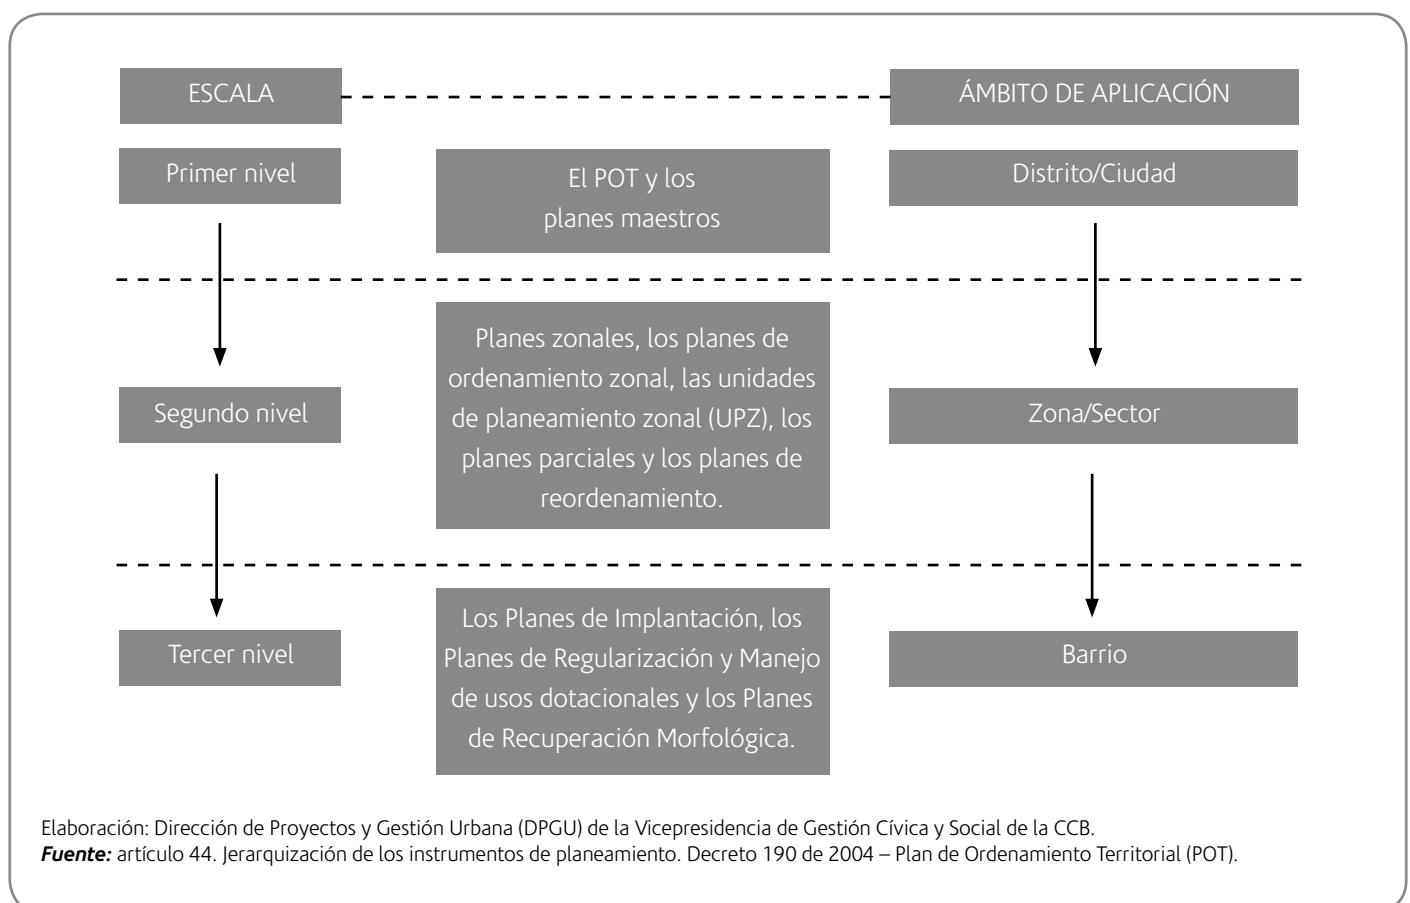 ESCALA
ÁMBITO DE APLICACIÓN
Primer nivel
El POT y los
planes maestros
Distrito/Ciudad
Segundo nivel
Planes zonales, los planes de
ordenamiento zonal, las unidades
de planeamiento zonal (UPZ), los
planes parciales y los planes de
reordenamiento.
Zona/Sector
Tercer nivel
Los Planes de Implantación, los
Planes de Regularización y Manejo
de usos dotacionales y los Planes
de Recuperación Morfológica.
Barrio
Elaboración: Dirección de Proyectos y Gestión Urbana (DPGU) de la Vicepresidencia de Gestión Cívica y Social de la CCB.
Fuente: artículo 44. Jerarquización de los instrumentos de planeamiento. Decreto 190 de 2004 – Plan de Ordenamiento Territorial (POT).